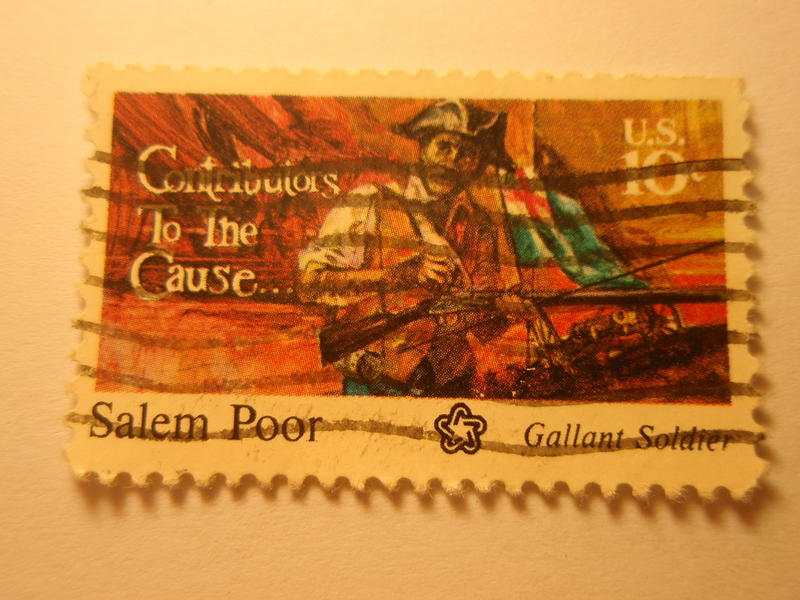 Contributors
To The
Cause...
U.S.
10c
Salem Poor
Gallant Soldier